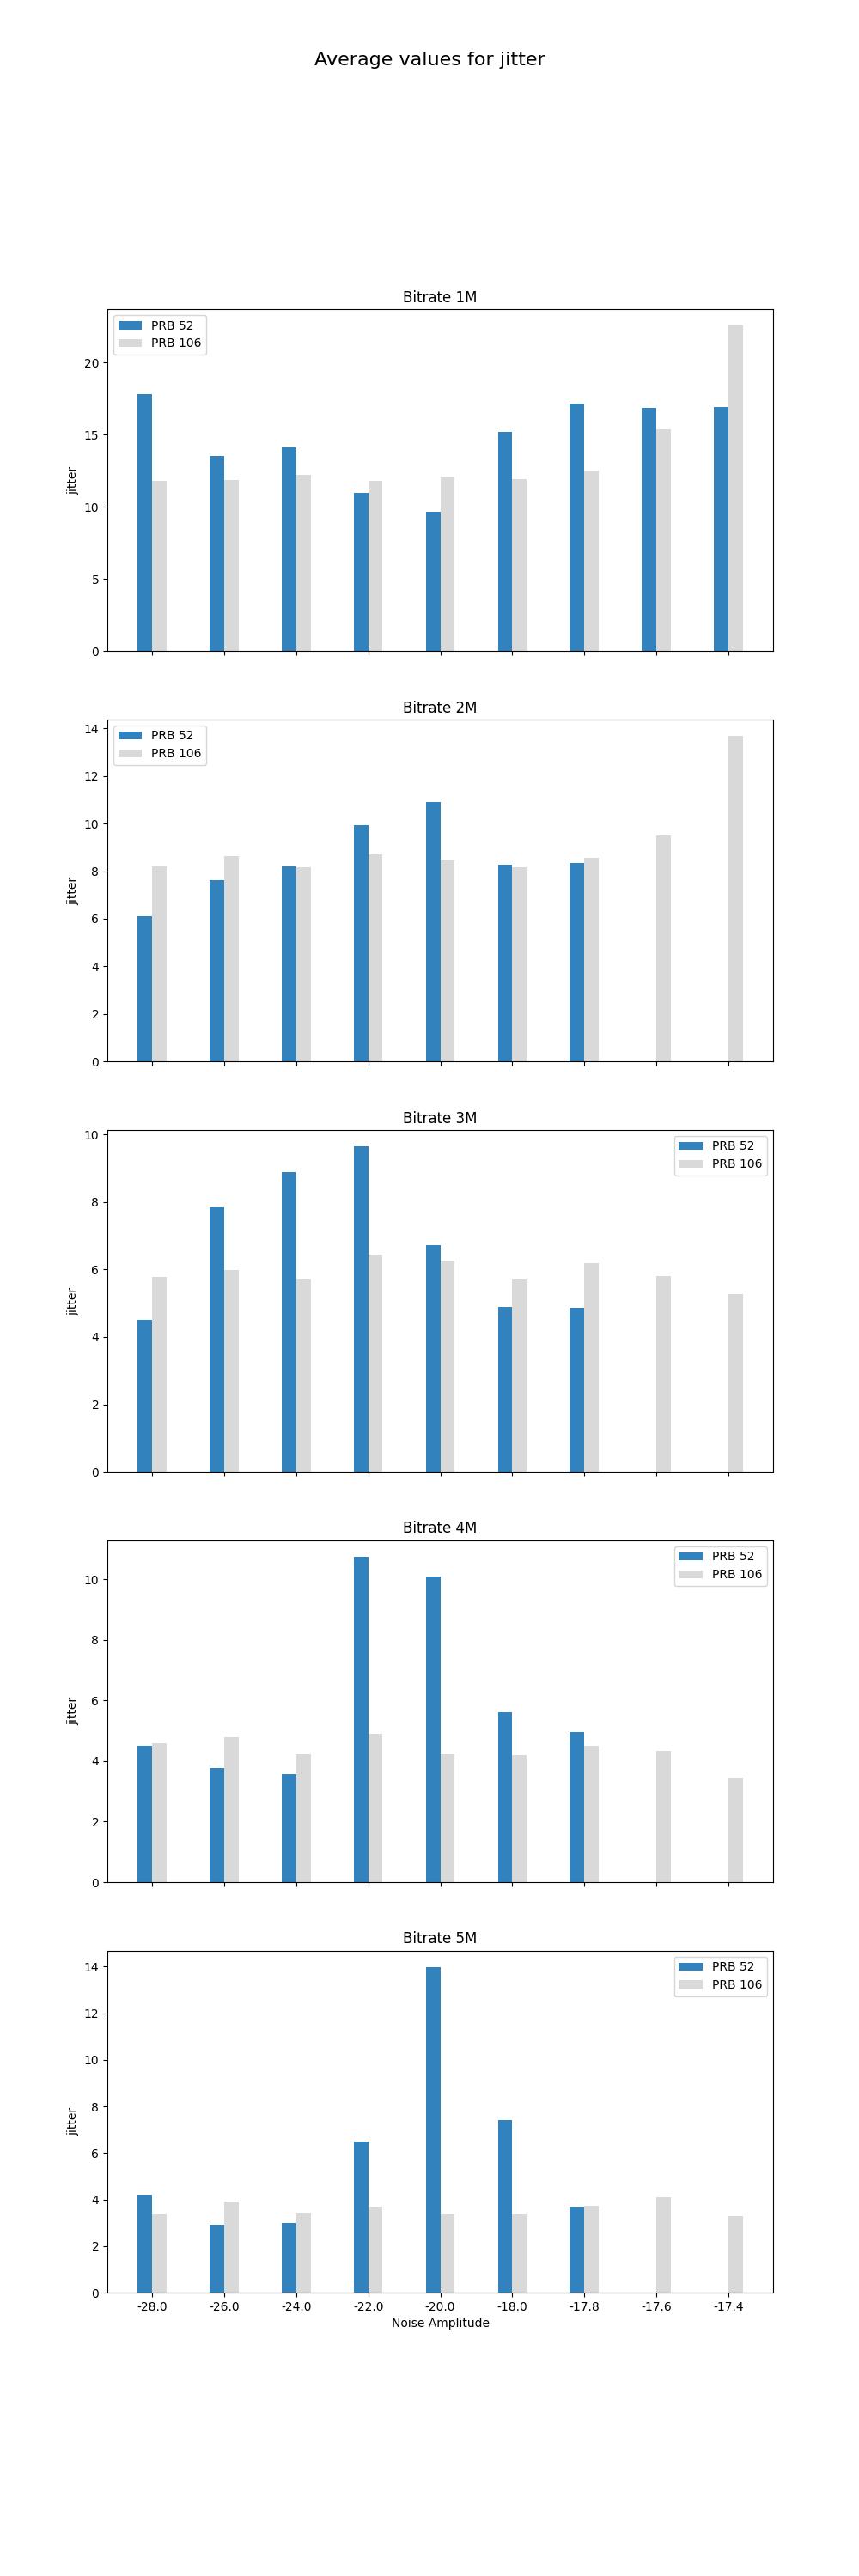 Average values for jitter
Bitrate 1M
PRB 52
PRB 106
20
15
10
5
0
jitter
Bitrate 2M
PRB 52
PRB 106
14
12
10
8
6
4
2
0
jitter
Bitrate 3M
PRB 52
PRB 106
10
8
6
4
2
0
jitter
Bitrate 4M
PRB 52
PRB 106
10
8
6
4
2
0
jitter
Bitrate 5M
PRB 52
PRB 106
14
12
10
8
6
4
2
0
jitter
-28.0 -26.0 -24.0 -22.0 -20.0 -18.0 -17.8 -17.6 -17.4
Noise Amplitude